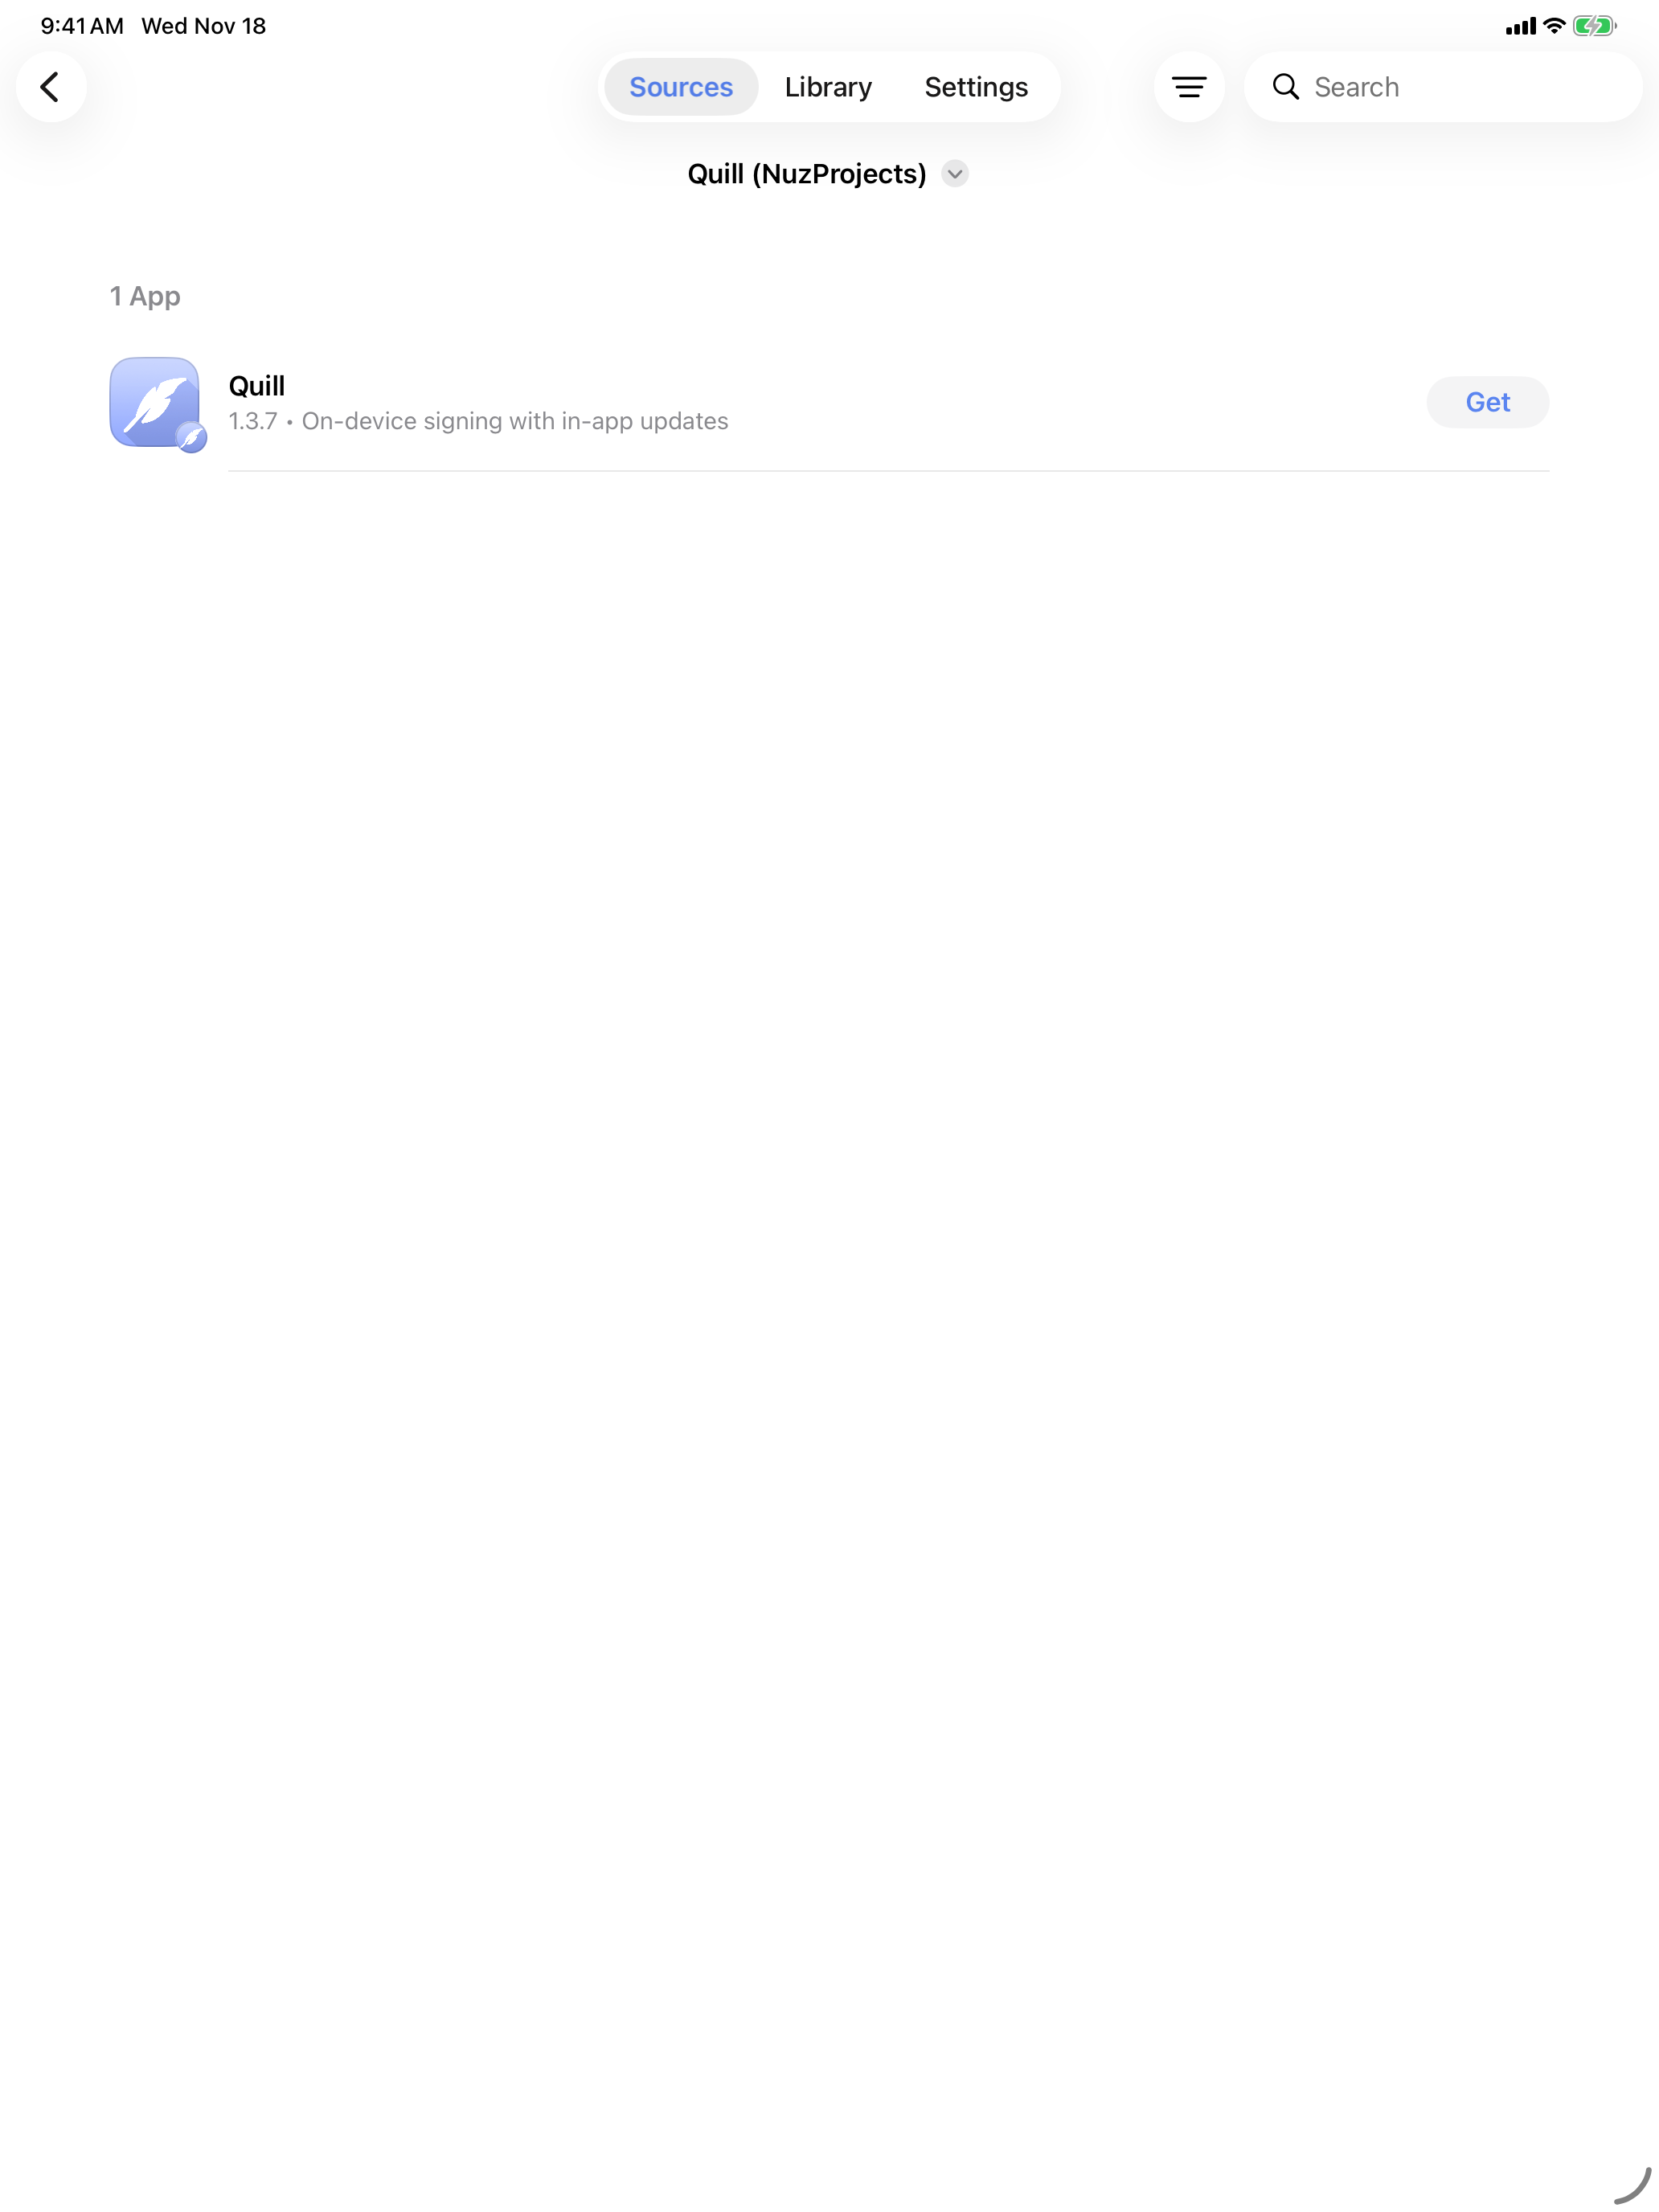 9:41 AM Wed Nov 18
Sources Library Settings
Search
Quill (NuzProjects)
1 App
Quill
1.3.7 • On-device signing with in-app updates
Get